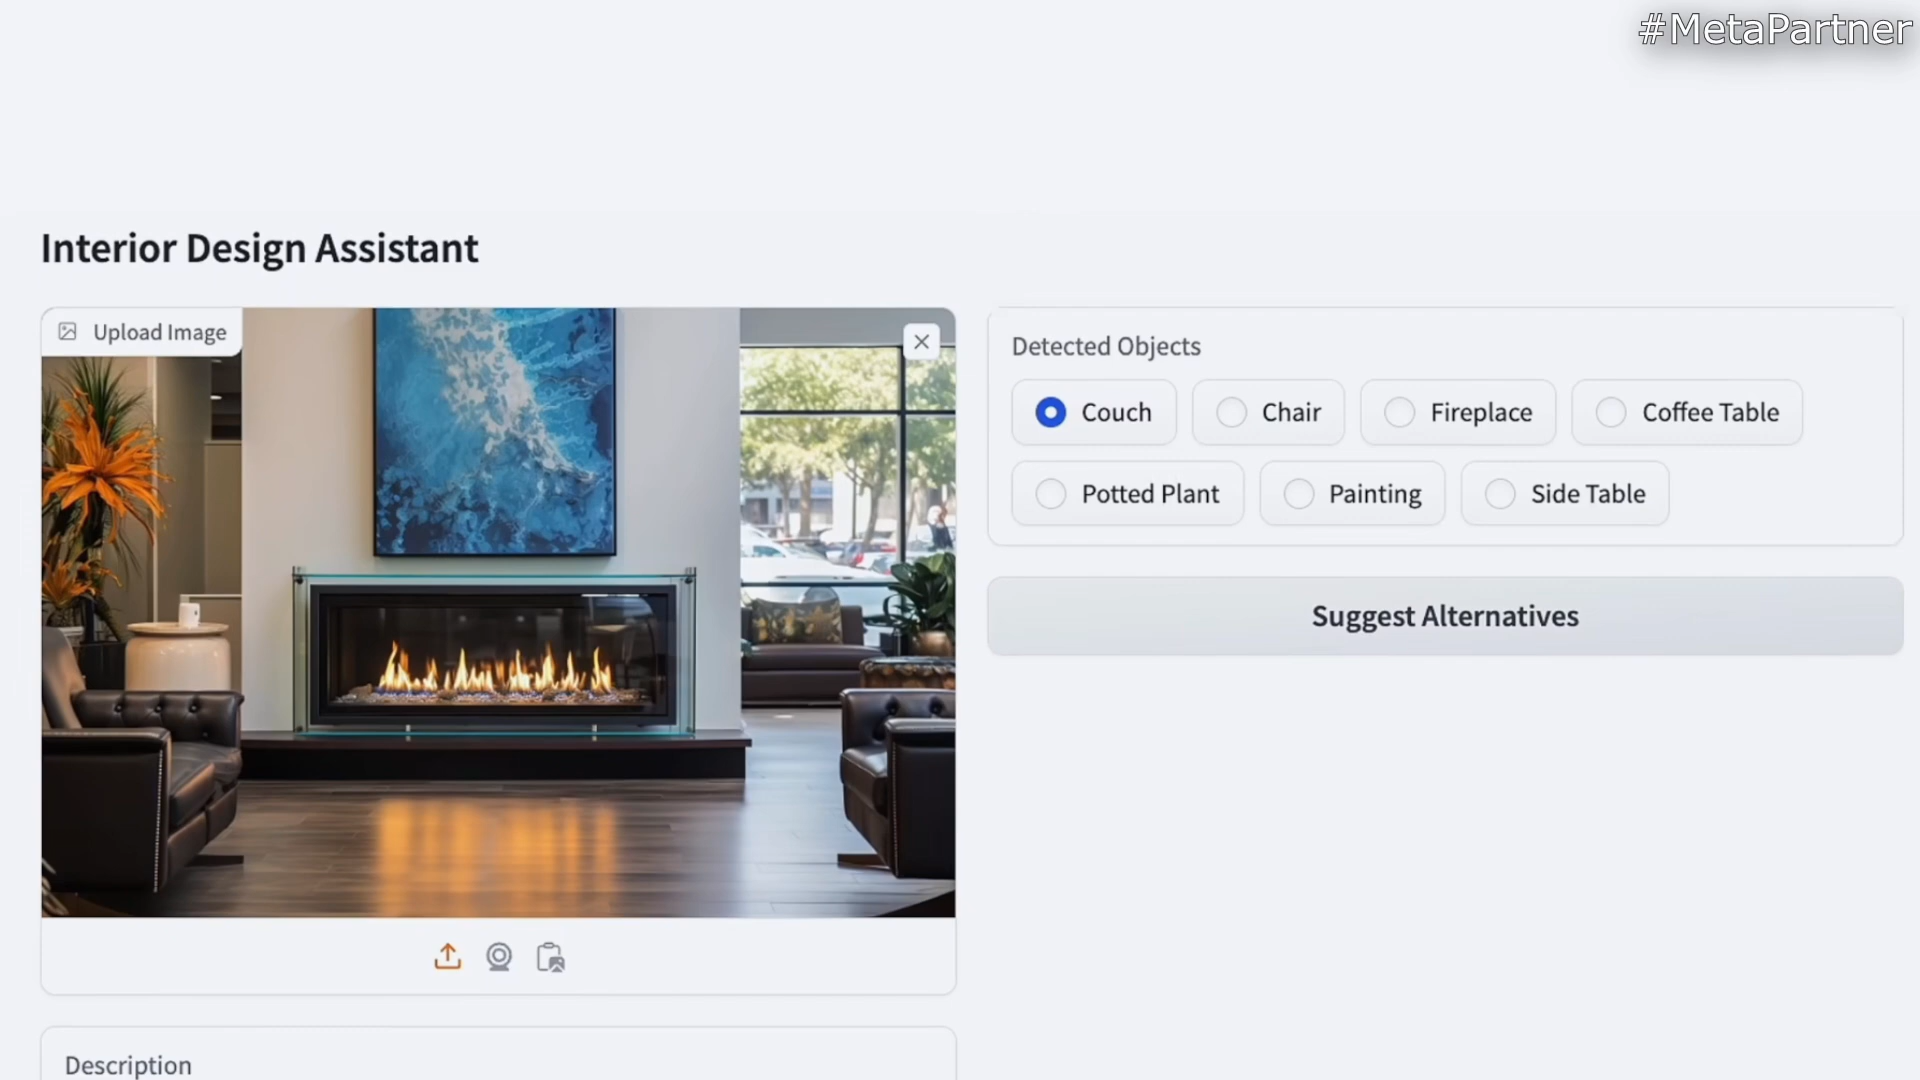 #MetaPartner
Interior Design Assistant
Upload Image
Detected Objects
Couch Chair Fireplace Coffee Table
Potted Plant Painting Side Table
Suggest Alternatives
Description